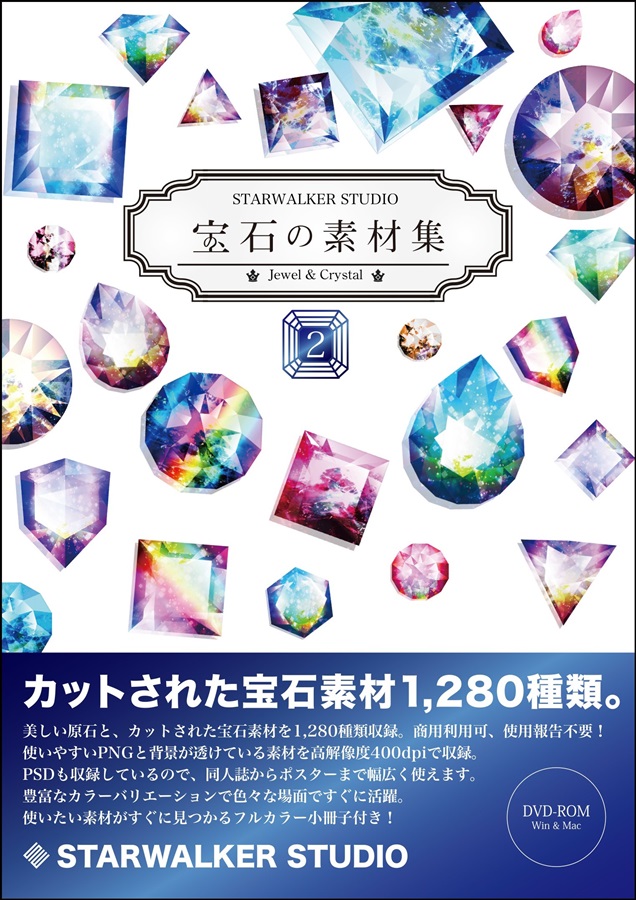 STARWALKER STUDIO
宝石の素材集
Jewel & Crystal
2
カットされた宝石素材1,280種類。
美しい原石と、カットされた宝石素材を1,280種類収録。商用利用可、使用報告不要！
使いやすいPNGと背景が透けている素材を高解像度400dpiで収録。
PSDも収録しているので、同人誌からポスターまで幅広く使えます。
豊富なカラーバリエーションで色々な場面ですぐに活躍。
使いたい素材がすぐに見つかるフルカラー小冊子付き！
DVD-ROM
Win & Mac
STARWALKER STUDIO